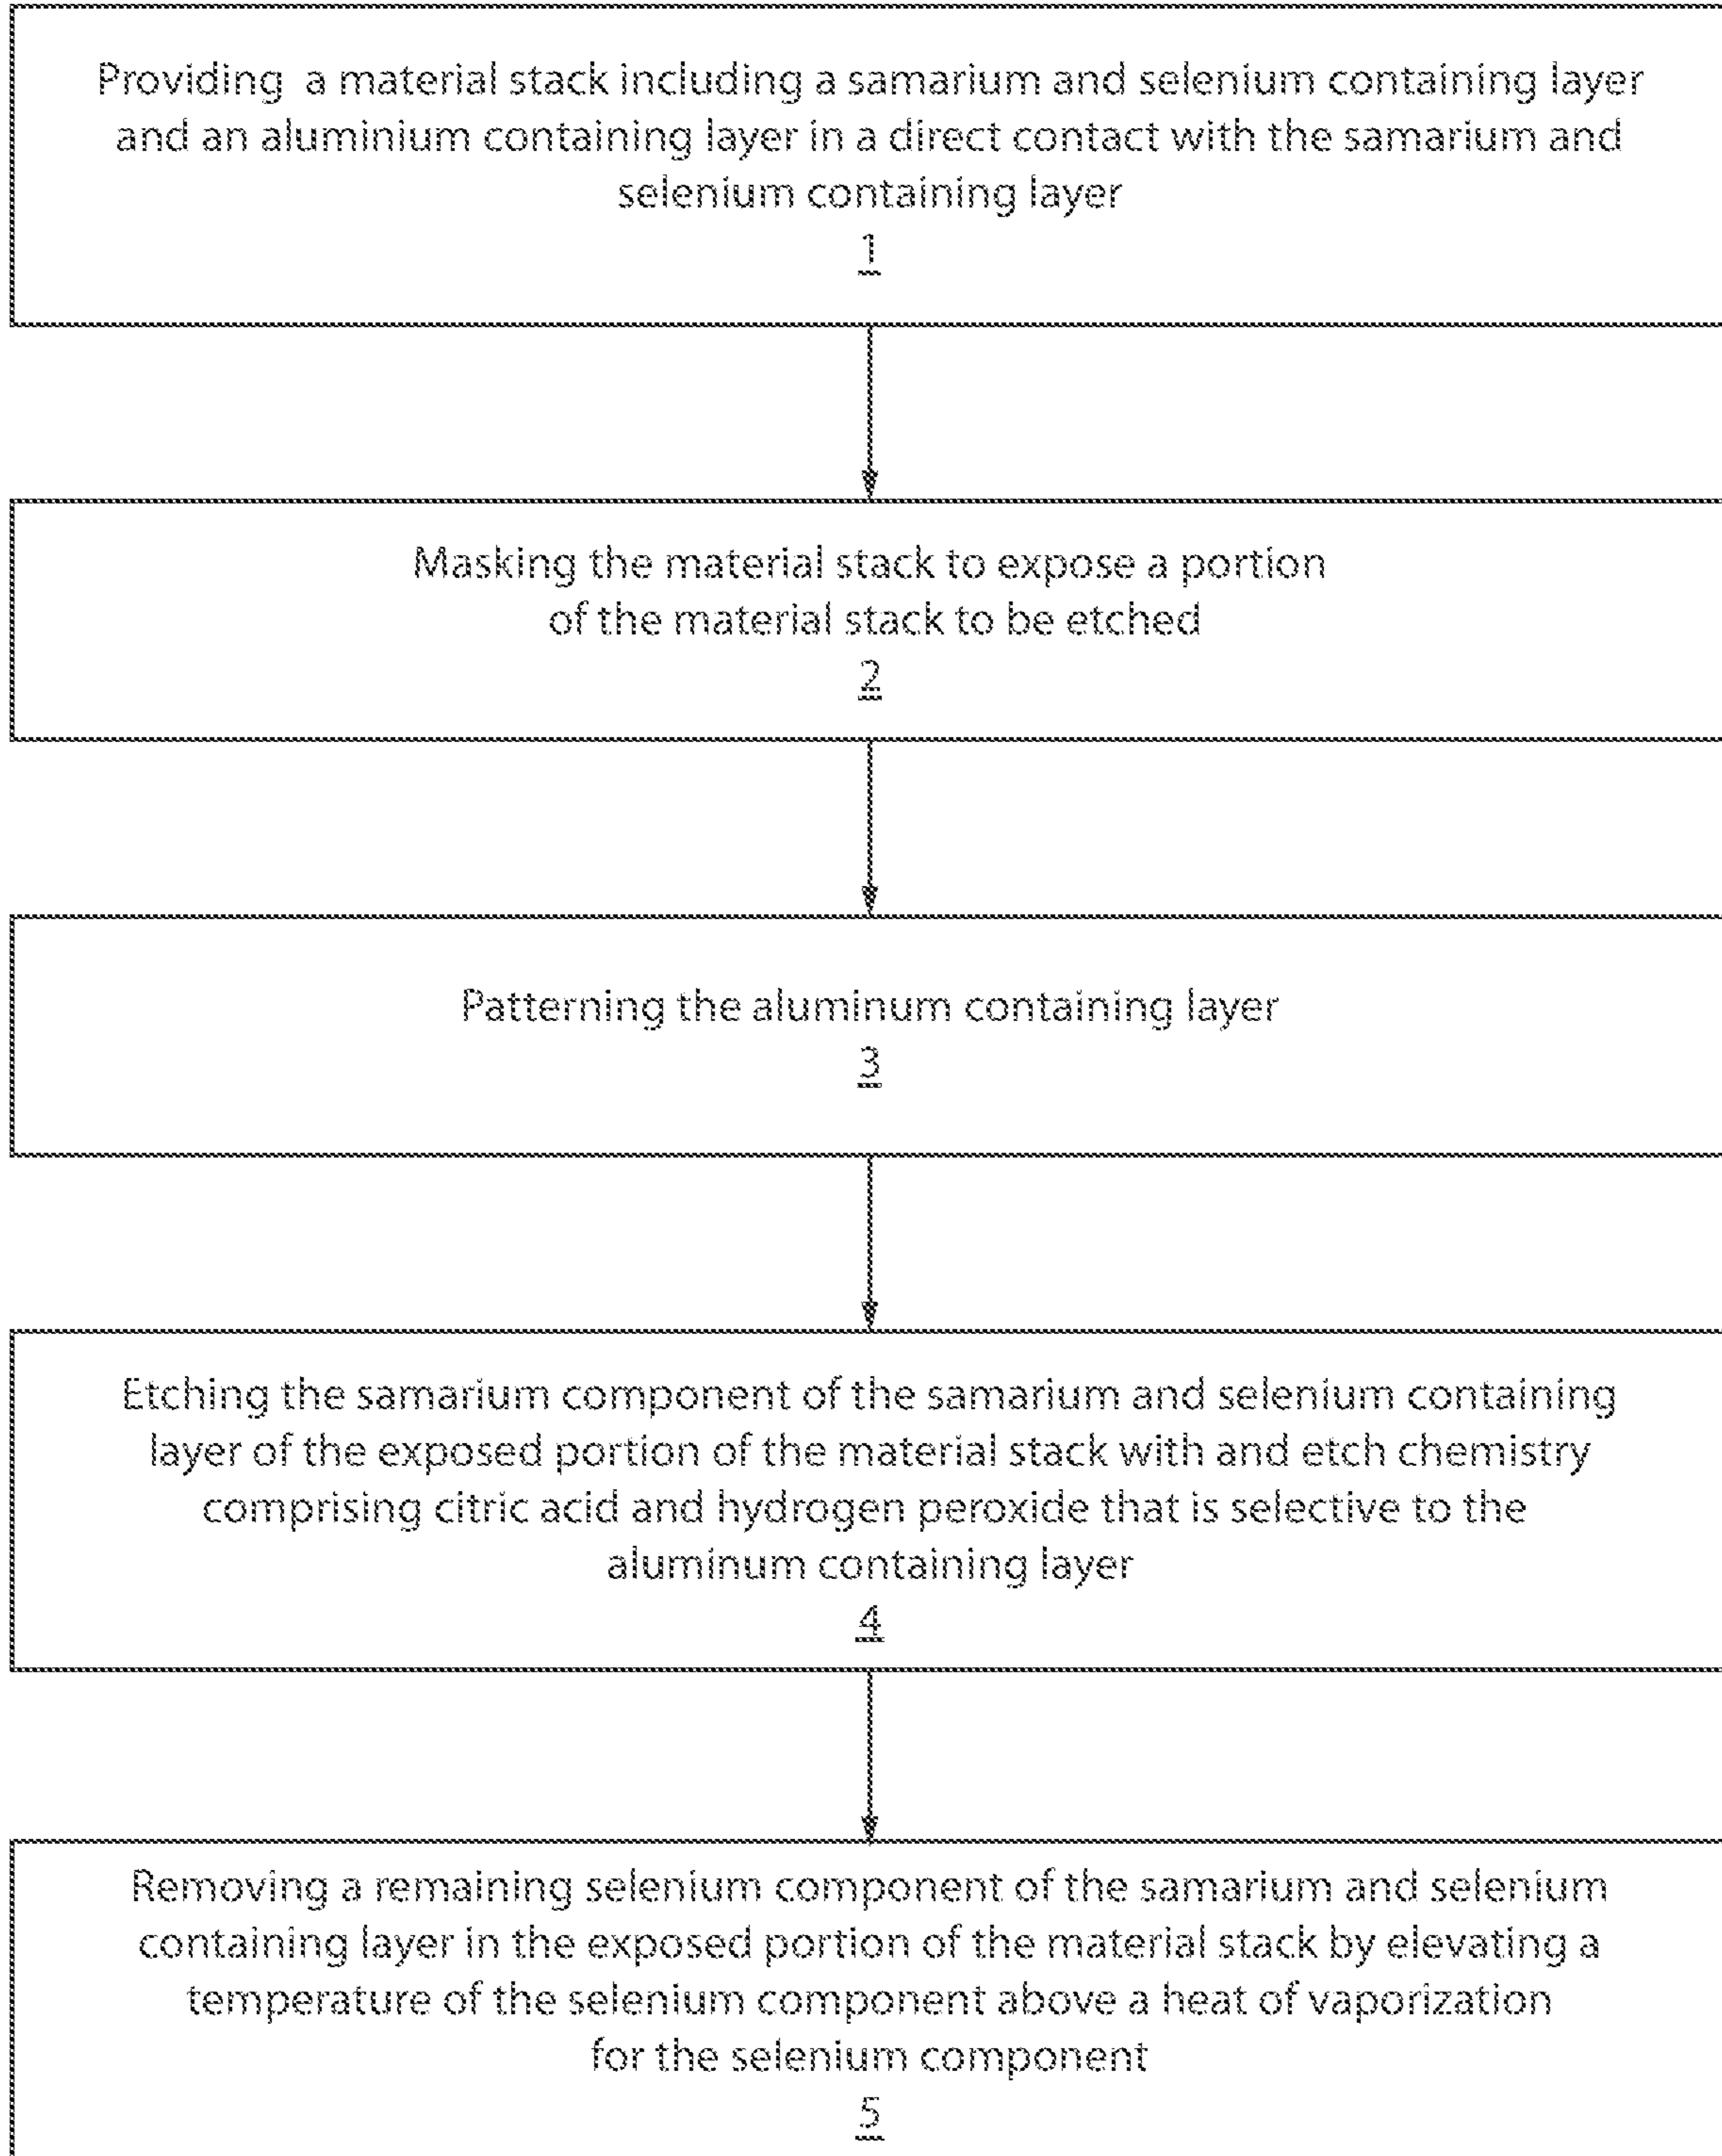 Providing a material stack including a samarium and selenium containing layer
and an aluminium containing layer in a direct contact with the samarium and
selenium containing layer
1
Masking the material stack to expose a portion
of the material stack to be etched
2
Patterning the aluminum containing layer
3
Etching the samarium component of the samarium and selenium containing
layer of the exposed portion of the material stack with and etch chemistry
comprising citric acid and hydrogen peroxide that is selective to the
aluminum containing layer
4
Removing a remaining selenium component of the samarium and selenium
containing layer in the exposed portion of the material stack by elevating a
temperature of the selenium component above a heat of vaporization
for the selenium component
5